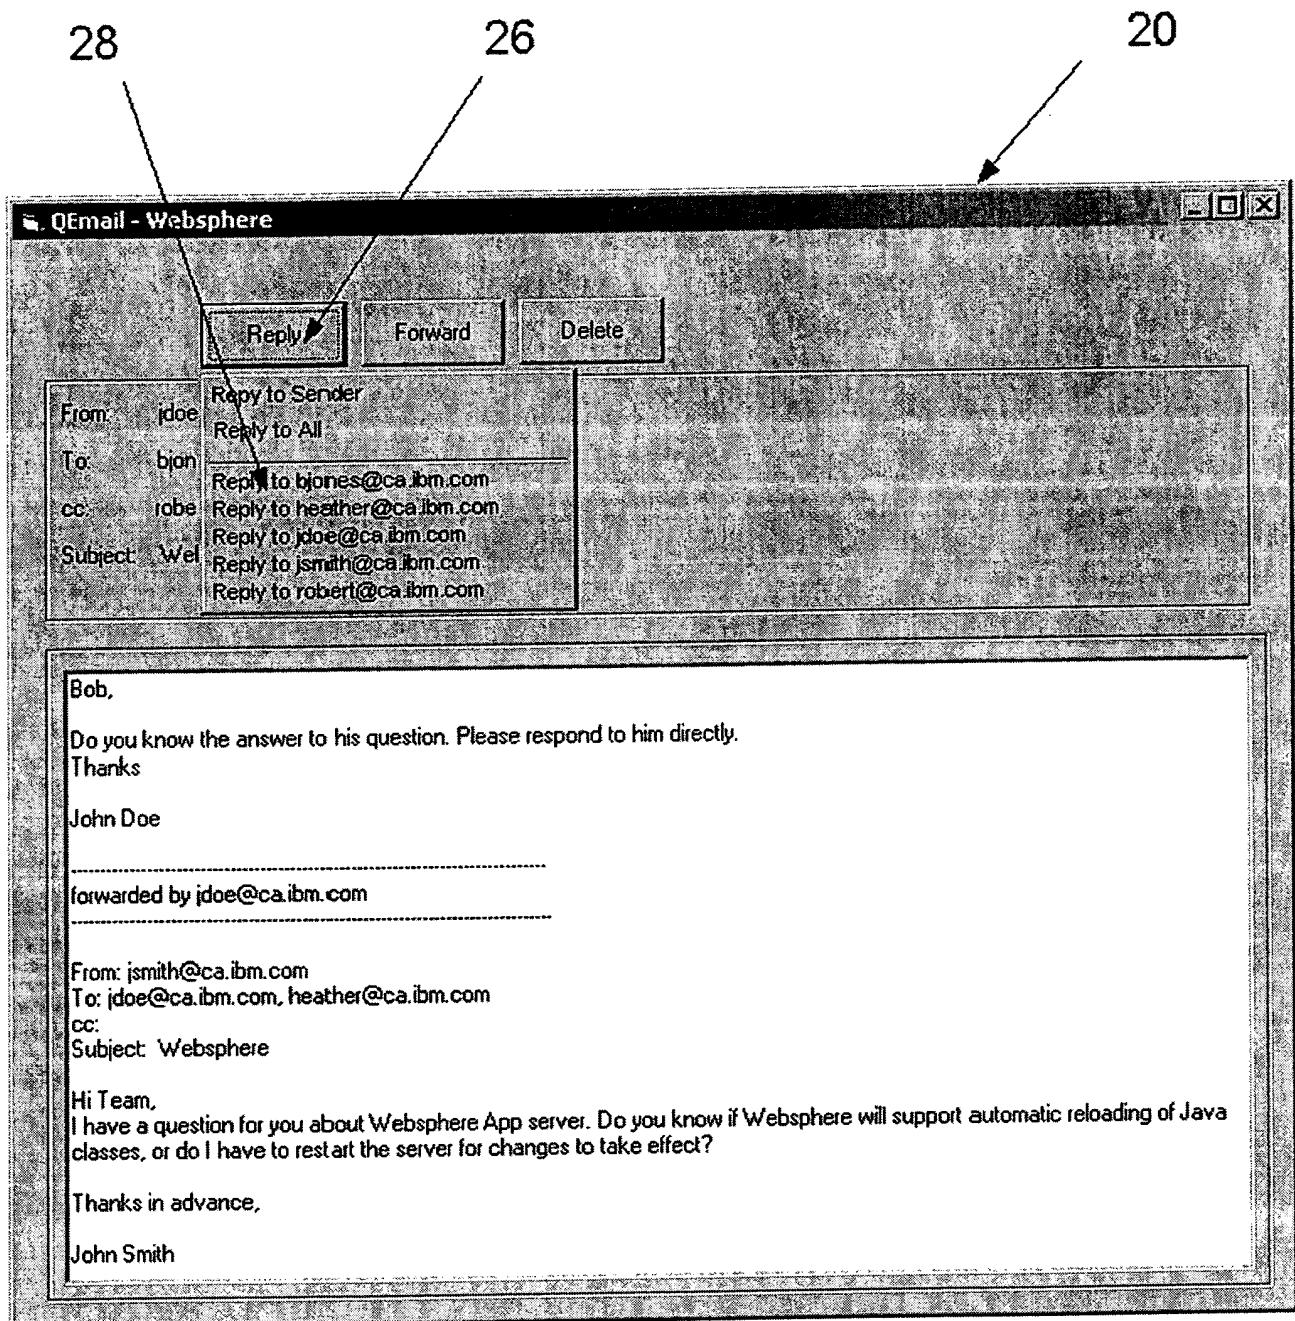 28 26 20
QEmail - Websphere
Reply Forward Delete
Repy to Sender
Reply to All
From: jdoe
To: bjon
cc: robe
Subject: Wel
Reply to bjones@ca.ibm.com
Reply to heather@ca.ibm.com
Reply to jdoe@ca.ibm.com
Reply to jsmith@ca.ibm.com
Reply to robert@ca.ibm.com
Bob,
Do you know the answer to his question. Please respond to him directly.
Thanks
John Doe
forwarded by jdoe@ca.ibm.com
From: jsmith@ca.ibm.com
To: jdoe@ca.ibm.com, heather@ca.ibm.com
cc:
Subject: Websphere
Hi Team,
I have a question for you about Websphere App server. Do you know if Websphere will support automatic reloading of Java
classes, or do I have to restart the server for changes to take effect?
Thanks in advance,
John Smith